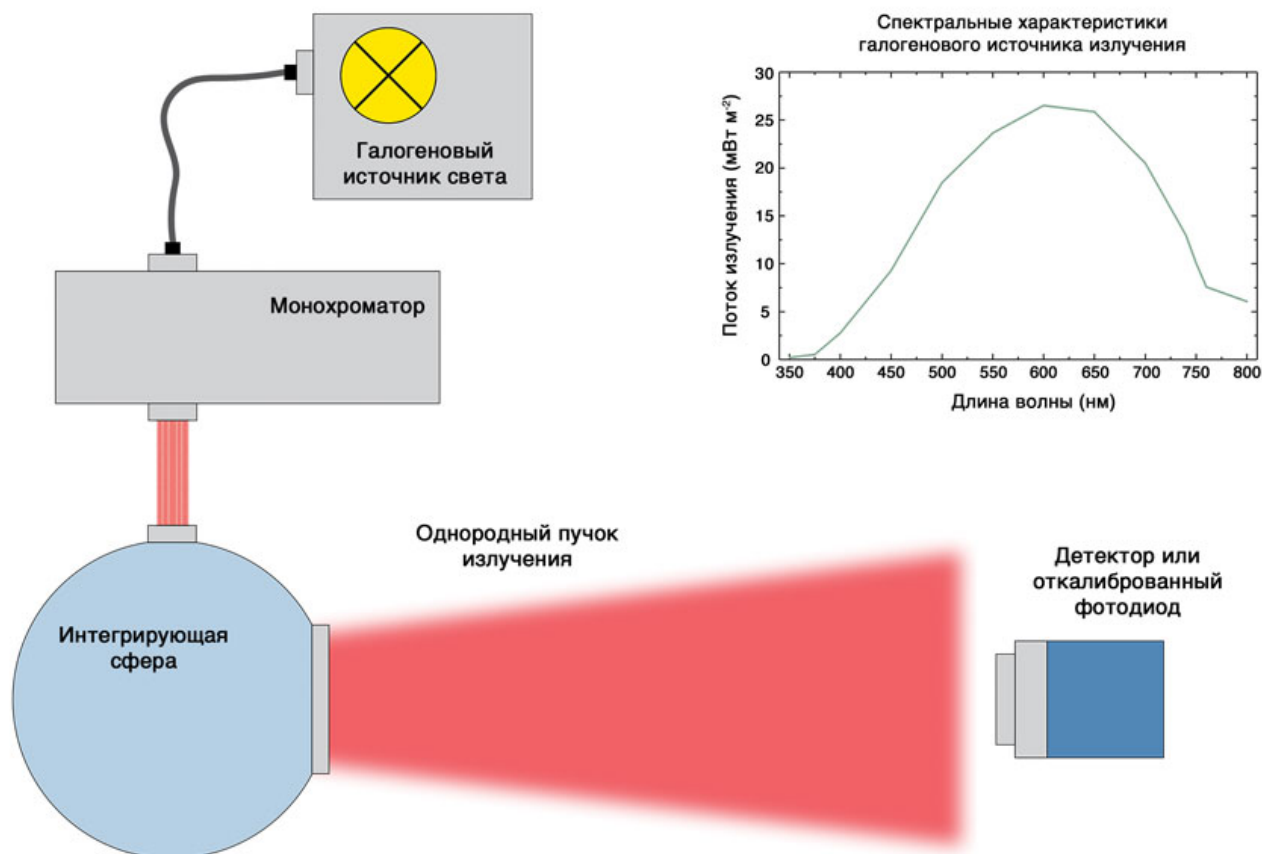 Галогеновый
источник света
Монохроматор
Интегрирующая
сфера
Однородный пучок
излучения
Детектор или
откалиброванный
фотодиод
Спектральные характеристики
галогенового источника излучения
Поток излучения (мВт м⁻²)
30
25
20
15
10
5
0
350 400 450 500 550 600 650 700 750 800
Длина волны (нм)